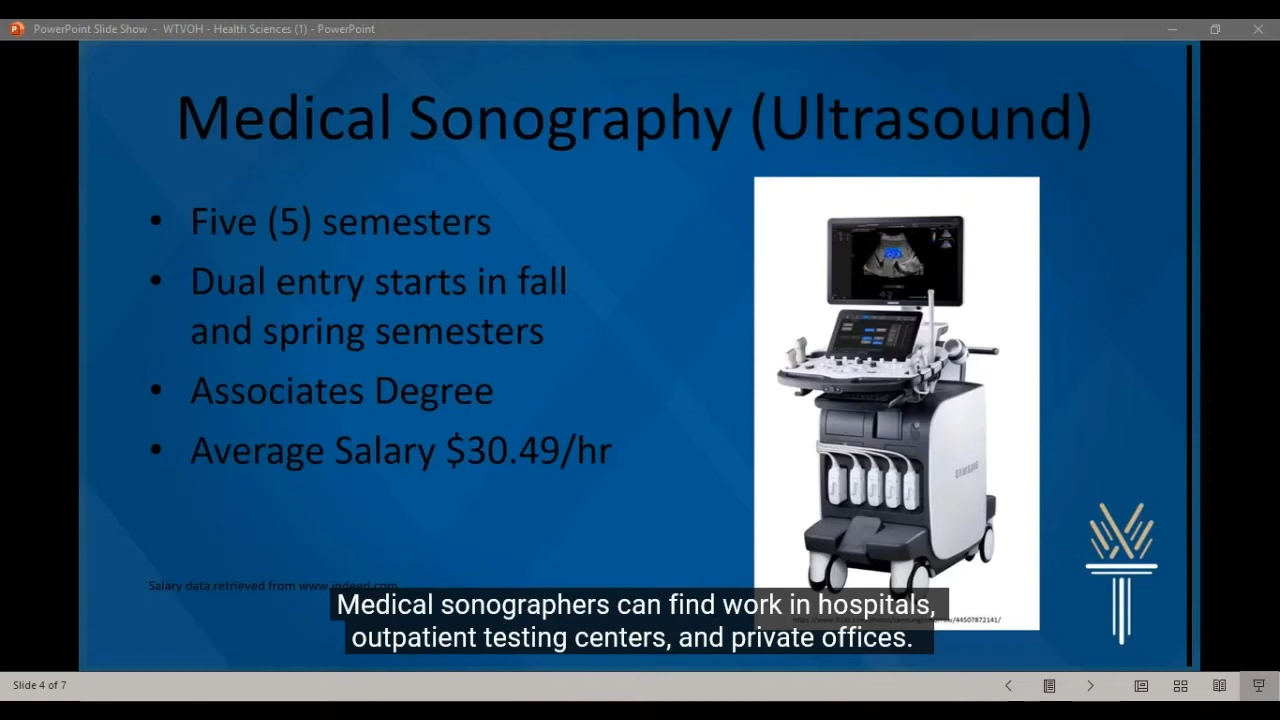 PowerPoint Slide Show - WTVOH - Health Sciences (1) - PowerPoint
Medical Sonography (Ultrasound)
• Five (5) semesters
• Dual entry starts in fall
and spring semesters
• Associates Degree
• Average Salary $30.49/hr
SAMSUNG
Salary data retrieved from www.indeed.com
Medical sonographers can find work in hospitals,
outpatient testing centers, and private offices.
Slide 4 of 7